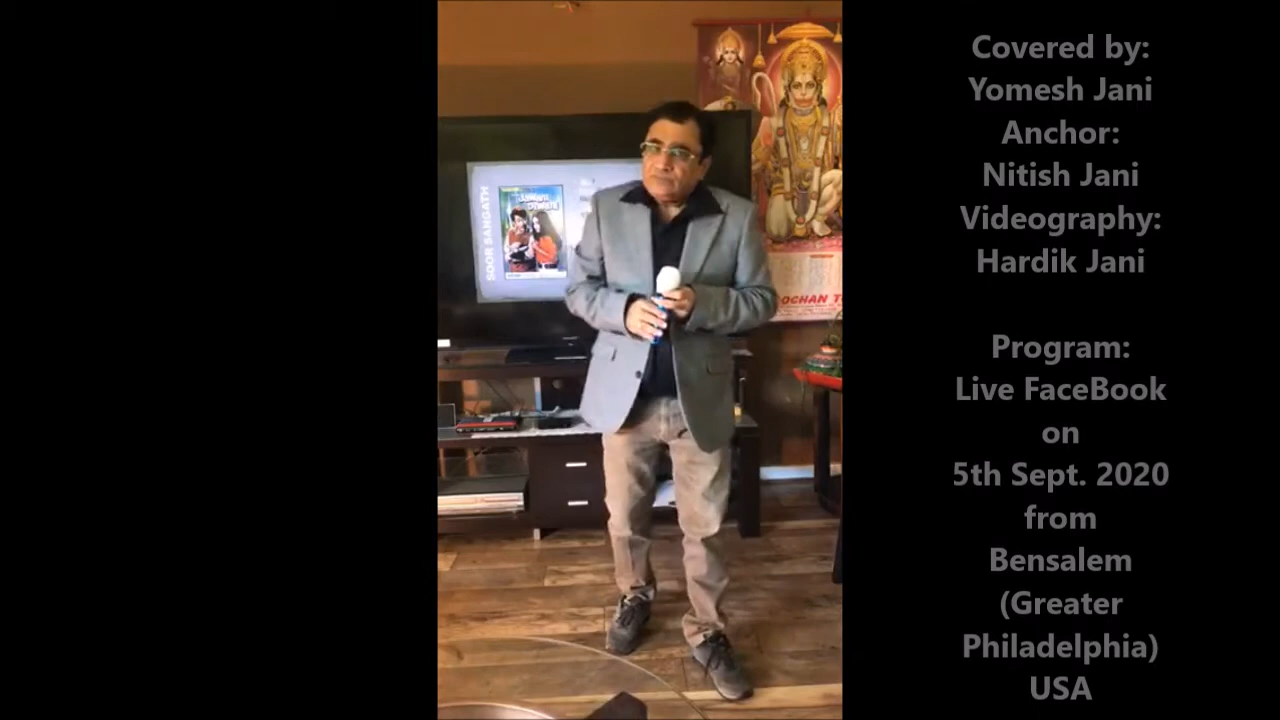 Covered by:
Yomesh Jani
Anchor:
Nitish Jani
Videography:
Hardik Jani
Program:
Live FaceBook
on
5th Sept. 2020
from
Bensalem
(Greater
Philadelphia)
USA
SOOR SANGATH
OCHAN